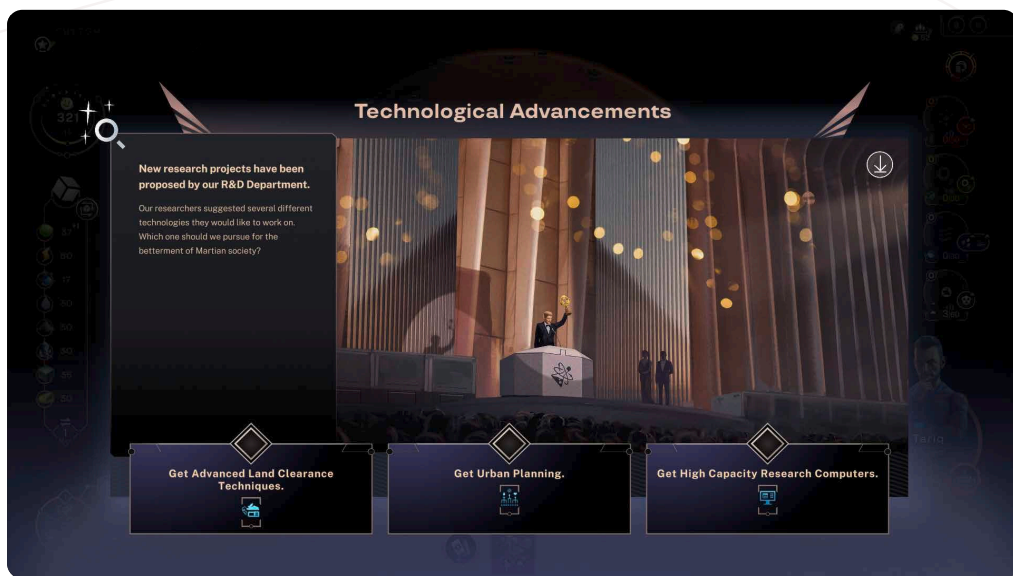 Technological Advancements
321
New research projects have been
proposed by our R&D Department.
Our researchers suggested several different
technologies they would like to work on.
Which one should we pursue for the
betterment of Martian society?
Get Advanced Land Clearance
Techniques.
Get Urban Planning.
Get High Capacity Research Computers.
Tariq